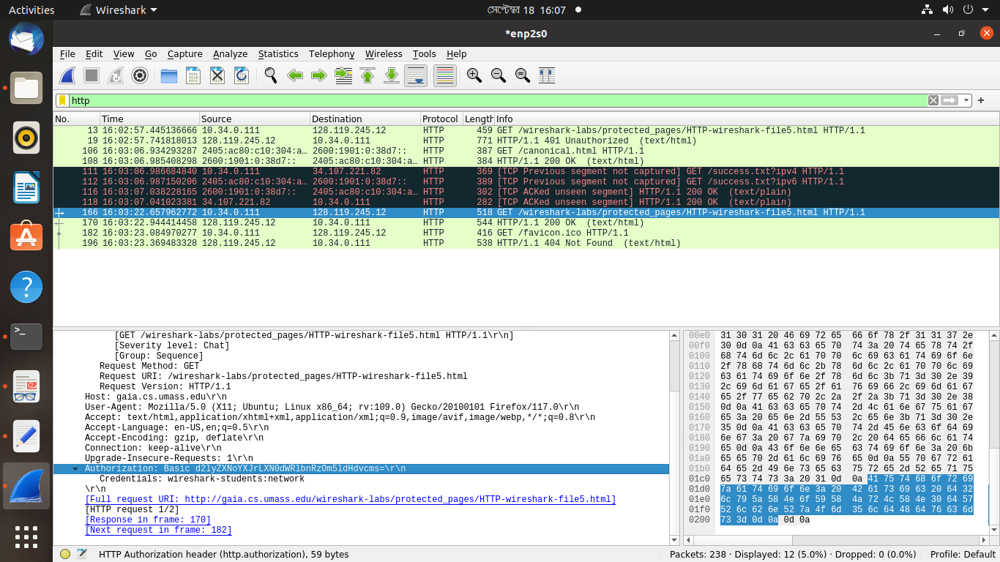 Activities Wireshark সেপ্টেম্বর 18 16:07
*enp2s0
File Edit View Go Capture Analyze Statistics Telephony Wireless Tools Help
http
No. Time Source Destination Protocol Length Info
13 16:02:57.445136666 10.34.0.111 128.119.245.12 HTTP 459 GET /wireshark-labs/protected_pages/HTTP-wireshark-file5.html HTTP/1.1
19 16:02:57.741818013 128.119.245.12 10.34.0.111 HTTP 771 HTTP/1.1 401 Unauthorized (text/html)
106 16:03:06.934293287 2405:ac80:c10:304:a… 2600:1901:0:38d7:: HTTP 387 GET /canonical.html HTTP/1.1
108 16:03:06.985408298 2600:1901:0:38d7:: 2405:ac80:c10:304:a… HTTP 384 HTTP/1.1 200 OK (text/html)
111 16:03:06.986684840 10.34.0.111 34.107.221.82 HTTP 369 [TCP Previous segment not captured] GET /success.txt?ipv4 HTTP/1.1
112 16:03:06.987150206 2405:ac80:c10:304:a… 2600:1901:0:38d7:: HTTP 389 [TCP Previous segment not captured] GET /success.txt?ipv6 HTTP/1.1
116 16:03:07.038228165 2600:1901:0:38d7:: 2405:ac80:c10:304:a… HTTP 302 [TCP ACKed unseen segment] HTTP/1.1 200 OK (text/plain)
118 16:03:07.041023381 34.107.221.82 10.34.0.111 HTTP 282 [TCP ACKed unseen segment] HTTP/1.1 200 OK (text/plain)
166 16:03:22.657962772 10.34.0.111 128.119.245.12 HTTP 518 GET /wireshark-labs/protected_pages/HTTP-wireshark-file5.html HTTP/1.1
170 16:03:22.944414458 128.119.245.12 10.34.0.111 HTTP 544 HTTP/1.1 200 OK (text/html)
182 16:03:23.084970277 10.34.0.111 128.119.245.12 HTTP 416 GET /favicon.ico HTTP/1.1
196 16:03:23.369483328 128.119.245.12 10.34.0.111 HTTP 538 HTTP/1.1 404 Not Found (text/html)
[GET /wireshark-labs/protected_pages/HTTP-wireshark-file5.html HTTP/1.1\r\n]
[Severity level: Chat]
[Group: Sequence]
Request Method: GET
Request URI: /wireshark-labs/protected_pages/HTTP-wireshark-file5.html
Request Version: HTTP/1.1
Host: gaia.cs.umass.edu\r\n
User-Agent: Mozilla/5.0 (X11; Ubuntu; Linux x86_64; rv:109.0) Gecko/20100101 Firefox/117.0\r\n
Accept: text/html,application/xhtml+xml,application/xml;q=0.9,image/avif,image/webp,*/*;q=0.8\r\n
Accept-Language: en-US,en;q=0.5\r\n
Accept-Encoding: gzip, deflate\r\n
Connection: keep-alive\r\n
Upgrade-Insecure-Requests: 1\r\n
Authorization: Basic d2lyZXNoYXJrLXN0dWRlbnRzOm5ldHdvcms=\r\n
Credentials: wireshark-students:network
\r\n
[Full request URI: http://gaia.cs.umass.edu/wireshark-labs/protected_pages/HTTP-wireshark-file5.html]
[HTTP request 1/2]
[Response in frame: 170]
[Next request in frame: 182]
00e0 31 30 31 20 46 69 72 65 66 6f 78 2f 31 31 37 2e
00f0 30 0d 0a 41 63 63 65 70 74 3a 20 74 65 78 74 2f
0100 68 74 6d 6c 2c 61 70 70 6c 69 63 61 74 69 6f 6e
0110 2f 78 68 74 6d 6c 2b 78 6d 6c 2c 61 70 70 6c 69
0120 63 61 74 69 6f 6e 2f 78 6d 6c 3b 71 3d 30 2e 39
0130 2c 69 6d 61 67 65 2f 61 76 69 66 2c 69 6d 61 67
0140 65 2f 77 65 62 70 2c 2a 2f 2a 3b 71 3d 30 2e 38
0150 0d 0a 41 63 63 65 70 74 2d 4c 61 6e 67 75 61 67
0160 65 3a 20 65 6e 2d 55 53 2c 65 6e 3b 71 3d 30 2e
0170 35 0d 0a 41 63 63 65 70 74 2d 45 6e 63 6f 64 69
0180 6e 67 3a 20 67 7a 69 70 2c 20 64 65 66 6c 61 74
0190 65 0d 0a 43 6f 6e 6e 65 63 74 69 6f 6e 3a 20 6b
01a0 65 65 70 2d 61 6c 69 76 65 0d 0a 55 70 67 72 61
01b0 64 65 2d 49 6e 73 65 63 75 72 65 2d 52 65 71 75
01c0 65 73 74 73 3a 20 31 0d 0a 41 75 74 68 6f 72 69
01d0 7a 61 74 69 6f 6e 3a 20 42 61 73 69 63 20 64 32
01e0 6c 79 5a 58 4e 6f 59 58 4a 72 4c 58 4e 30 64 57
01f0 52 6c 62 6e 52 7a 4f 6d 35 6c 64 48 64 76 63 6d
0200 73 3d 0d 0a 0d 0a
HTTP Authorization header (http.authorization), 59 bytes Packets: 238 · Displayed: 12 (5.0%) · Dropped: 0 (0.0%) Profile: Default